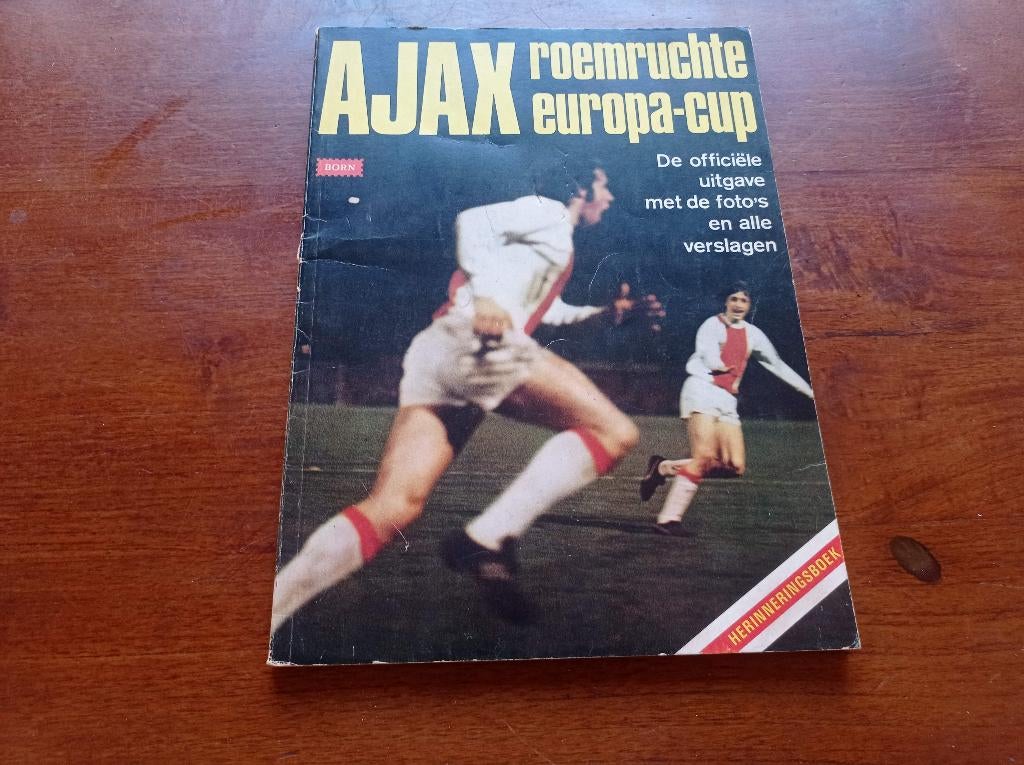 AJAX roemruchte
europa-cup
BORN
De officiële
uitgave
met de foto's
en alle
verslagen
HERINNERINGSBOEK